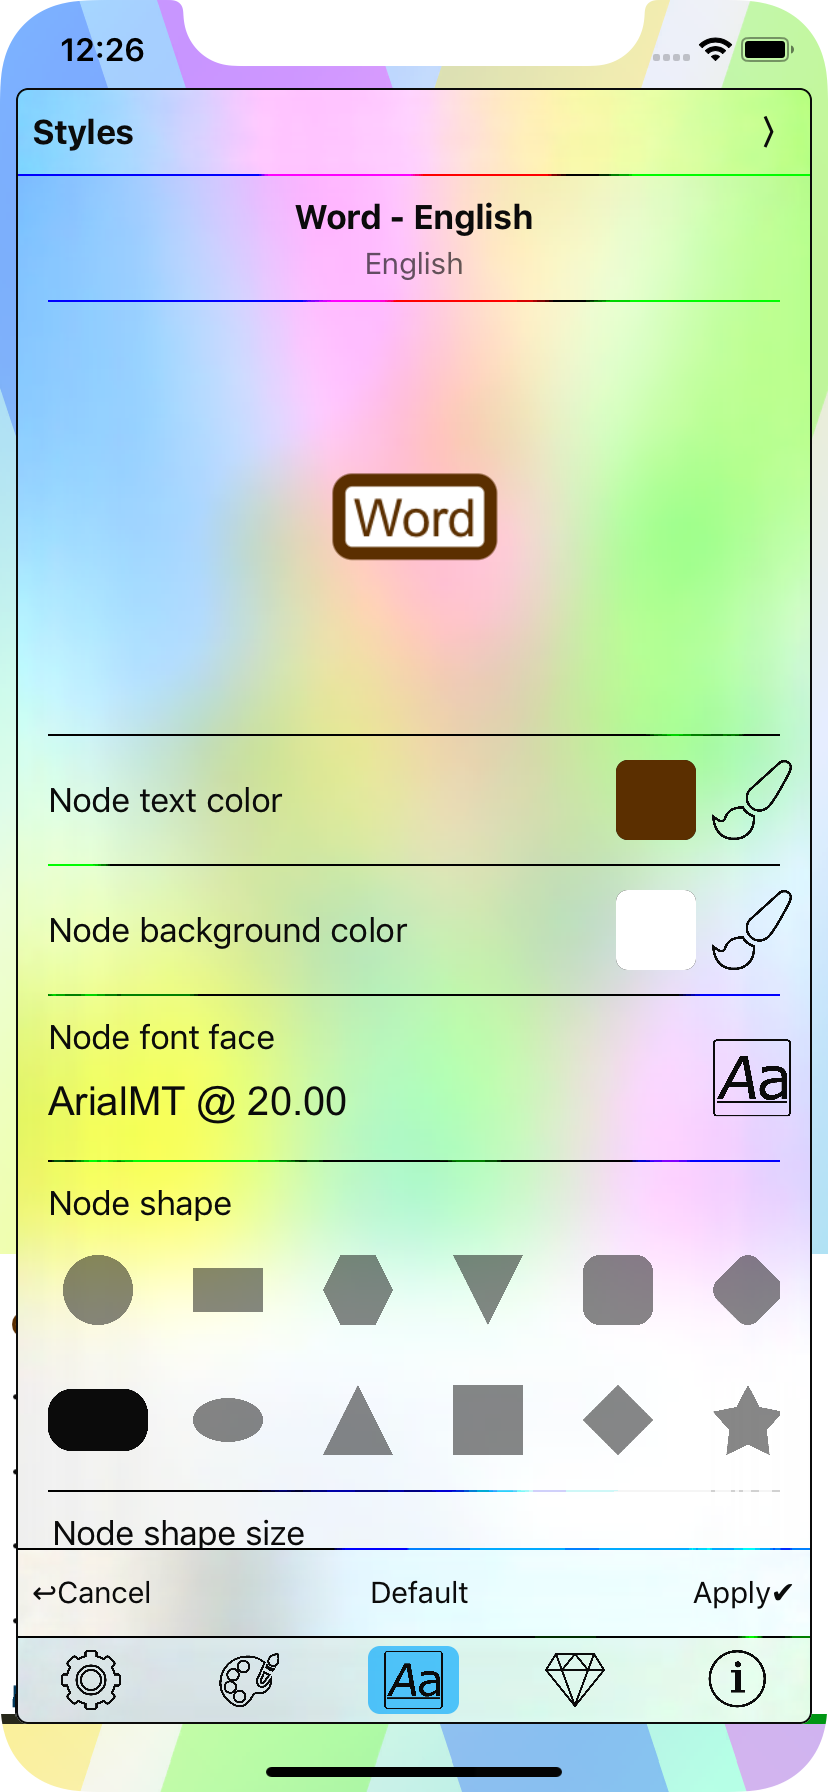 12:26
Styles
Word - English
English
Word
Node text color
Node background color
Node font face
Aa
ArialMT @ 20.00
Node shape
Node shape size
↩Cancel Default Apply✔
Aa i